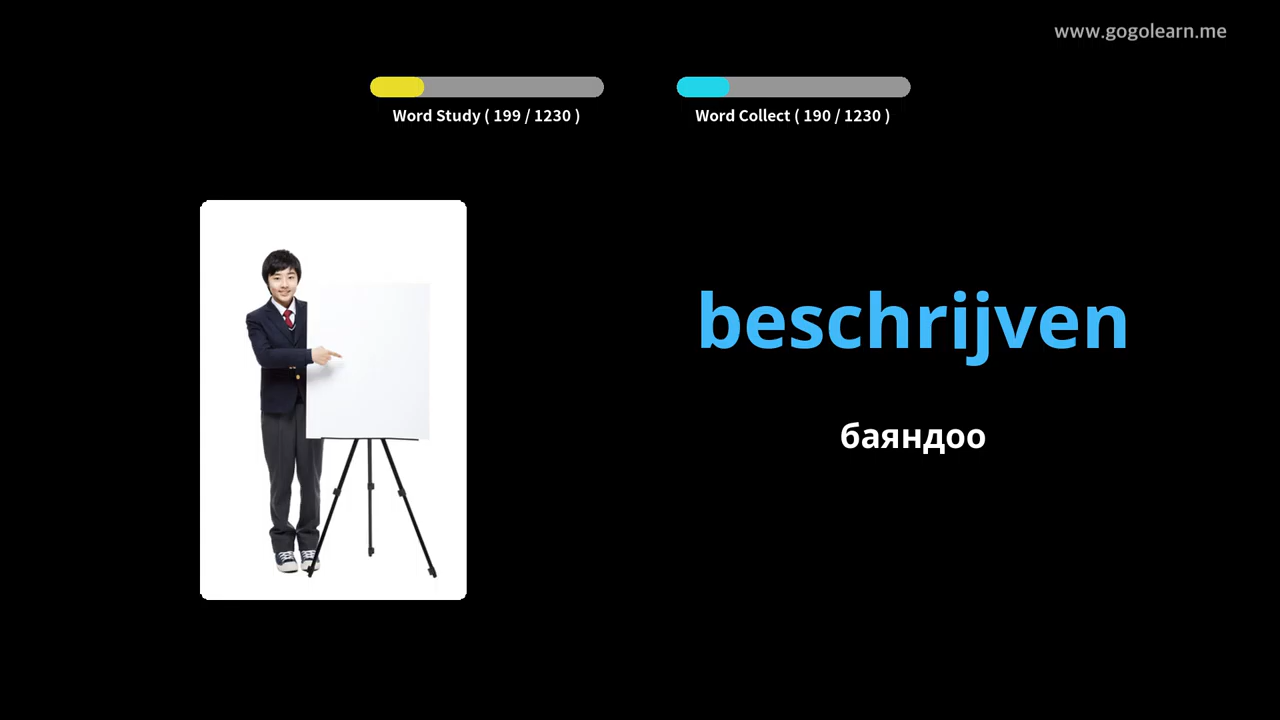 www.gogolearn.me
Word Study ( 199 / 1230 )
Word Collect ( 190 / 1230 )
beschrijven
баяндоо